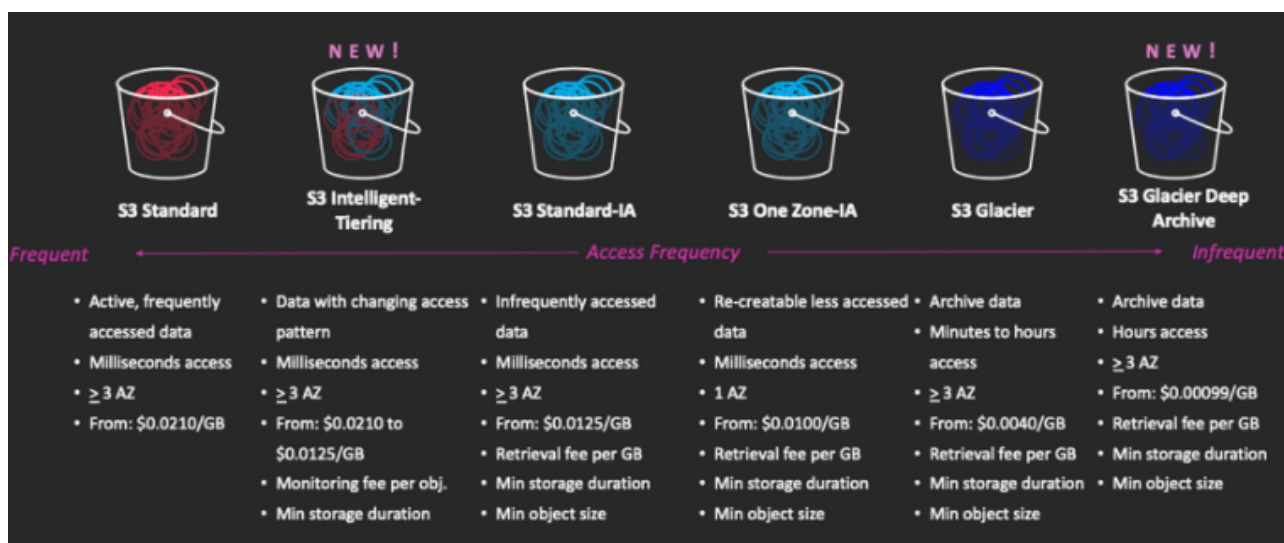 NEW!
NEW!
S3 Standard
S3 Intelligent-
Tiering
S3 Standard-IA
S3 One Zone-IA
S3 Glacier
S3 Glacier Deep
Archive
Frequent
Access Frequency
Infrequent
• Active, frequently
accessed data
• Milliseconds access
• ≥ 3 AZ
• From: $0.0210/GB
• Data with changing access
pattern
• Milliseconds access
• ≥ 3 AZ
• From: $0.0210 to
$0.0125/GB
• Monitoring fee per obj.
• Min storage duration
• Infrequently accessed
data
• Milliseconds access
• ≥ 3 AZ
• From: $0.0125/GB
• Retrieval fee per GB
• Min storage duration
• Min object size
• Re-creatable less accessed
data
• Milliseconds access
• 1 AZ
• From: $0.0100/GB
• Retrieval fee per GB
• Min storage duration
• Min object size
• Archive data
• Minutes to hours
access
• ≥ 3 AZ
• From: $0.0040/GB
• Retrieval fee per GB
• Min storage duration
• Min object size
• Archive data
• Hours access
• ≥ 3 AZ
• From: $0.00099/GB
• Retrieval fee per GB
• Min storage duration
• Min object size